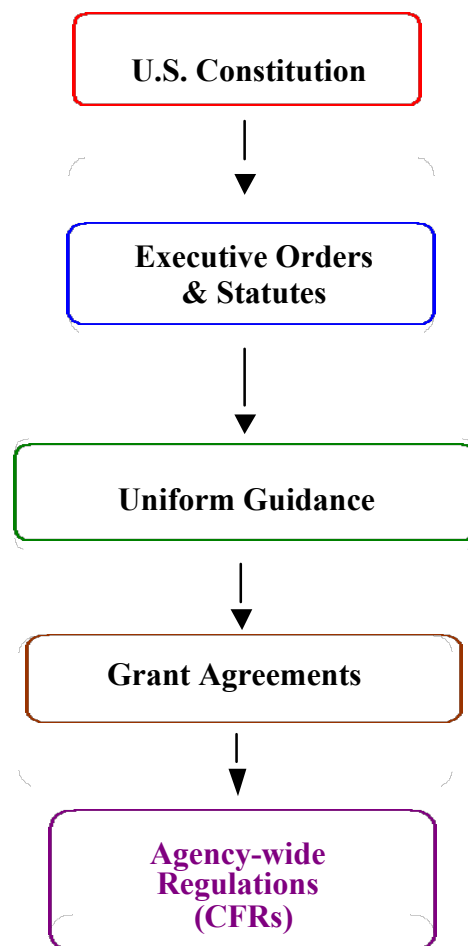 U.S. Constitution
Executive Orders
& Statutes
Uniform Guidance
Grant Agreements
Agency-wide
Regulations
(CFRs)